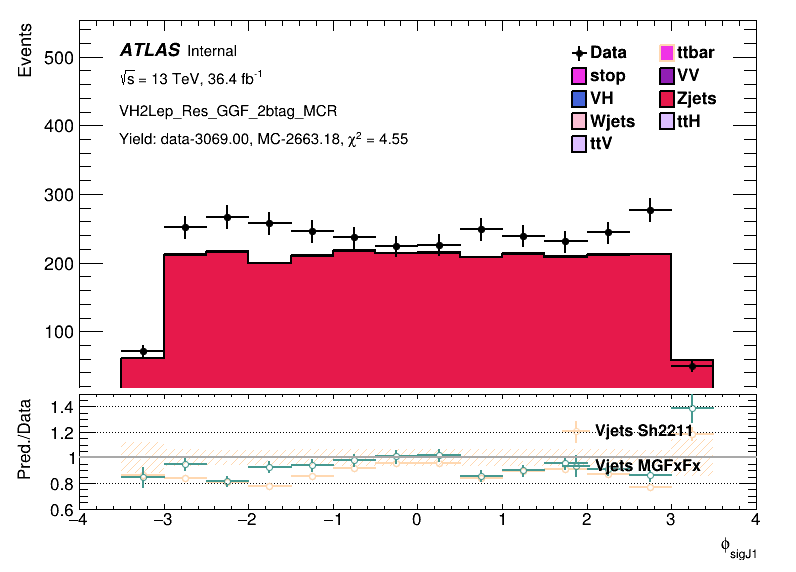 Events
500
400
300
200
100
ATLAS Internal
√s = 13 TeV, 36.4 fb⁻¹
VH2Lep_Res_GGF_2btag_MCR
Yield: data-3069.00, MC-2663.18, χ² = 4.55
Data
ttbar
stop
VV
VH
Zjets
Wjets
ttH
ttV
Pred./Data
1.4
1.2
1
0.8
0.6
Vjets Sh2211
Vjets MGFxFx
−4
−3
−2
−1
0
1
2
3
4
ϕsigJ1